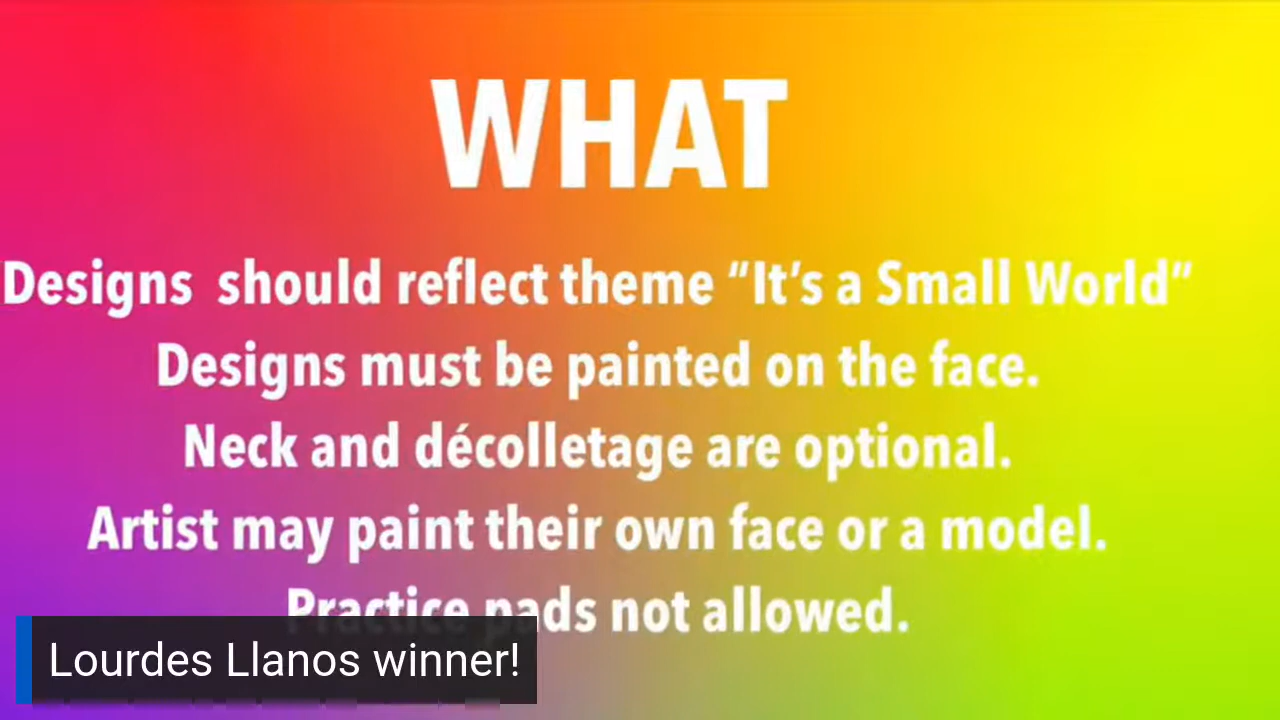 WHAT
Designs should reflect theme “It’s a Small World”
Designs must be painted on the face.
Neck and décolletage are optional.
Artist may paint their own face or a model.
Practice pads not allowed.
Lourdes Llanos winner!